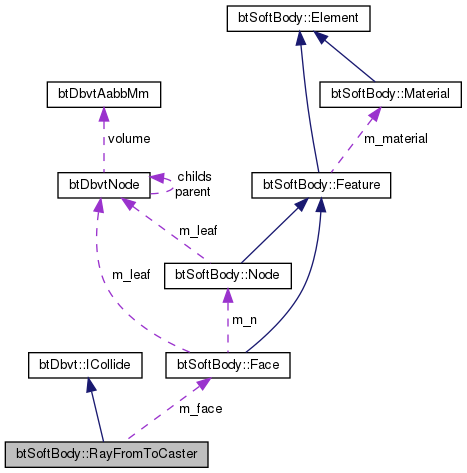 btSoftBody::Element
btDbvtAabbMm
btSoftBody::Material
volume
m_material
childs
parent
btDbvtNode
btSoftBody::Feature
m_leaf
m_leaf
btSoftBody::Node
m_n
btDbvt::ICollide
btSoftBody::Face
m_face
btSoftBody::RayFromToCaster